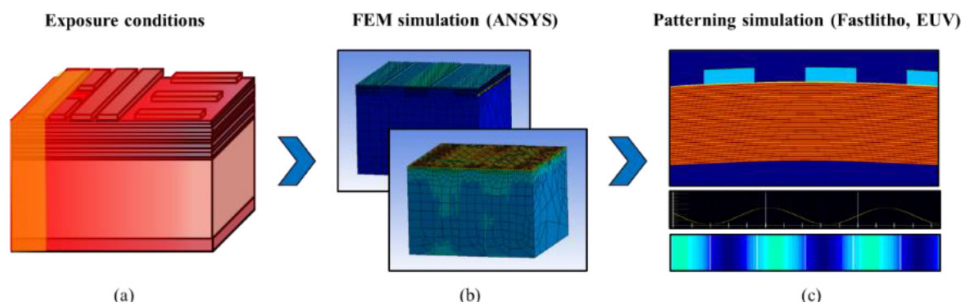 Exposure conditions
FEM simulation (ANSYS)
Patterning simulation (Fastlitho, EUV)
(a)
(b)
(c)